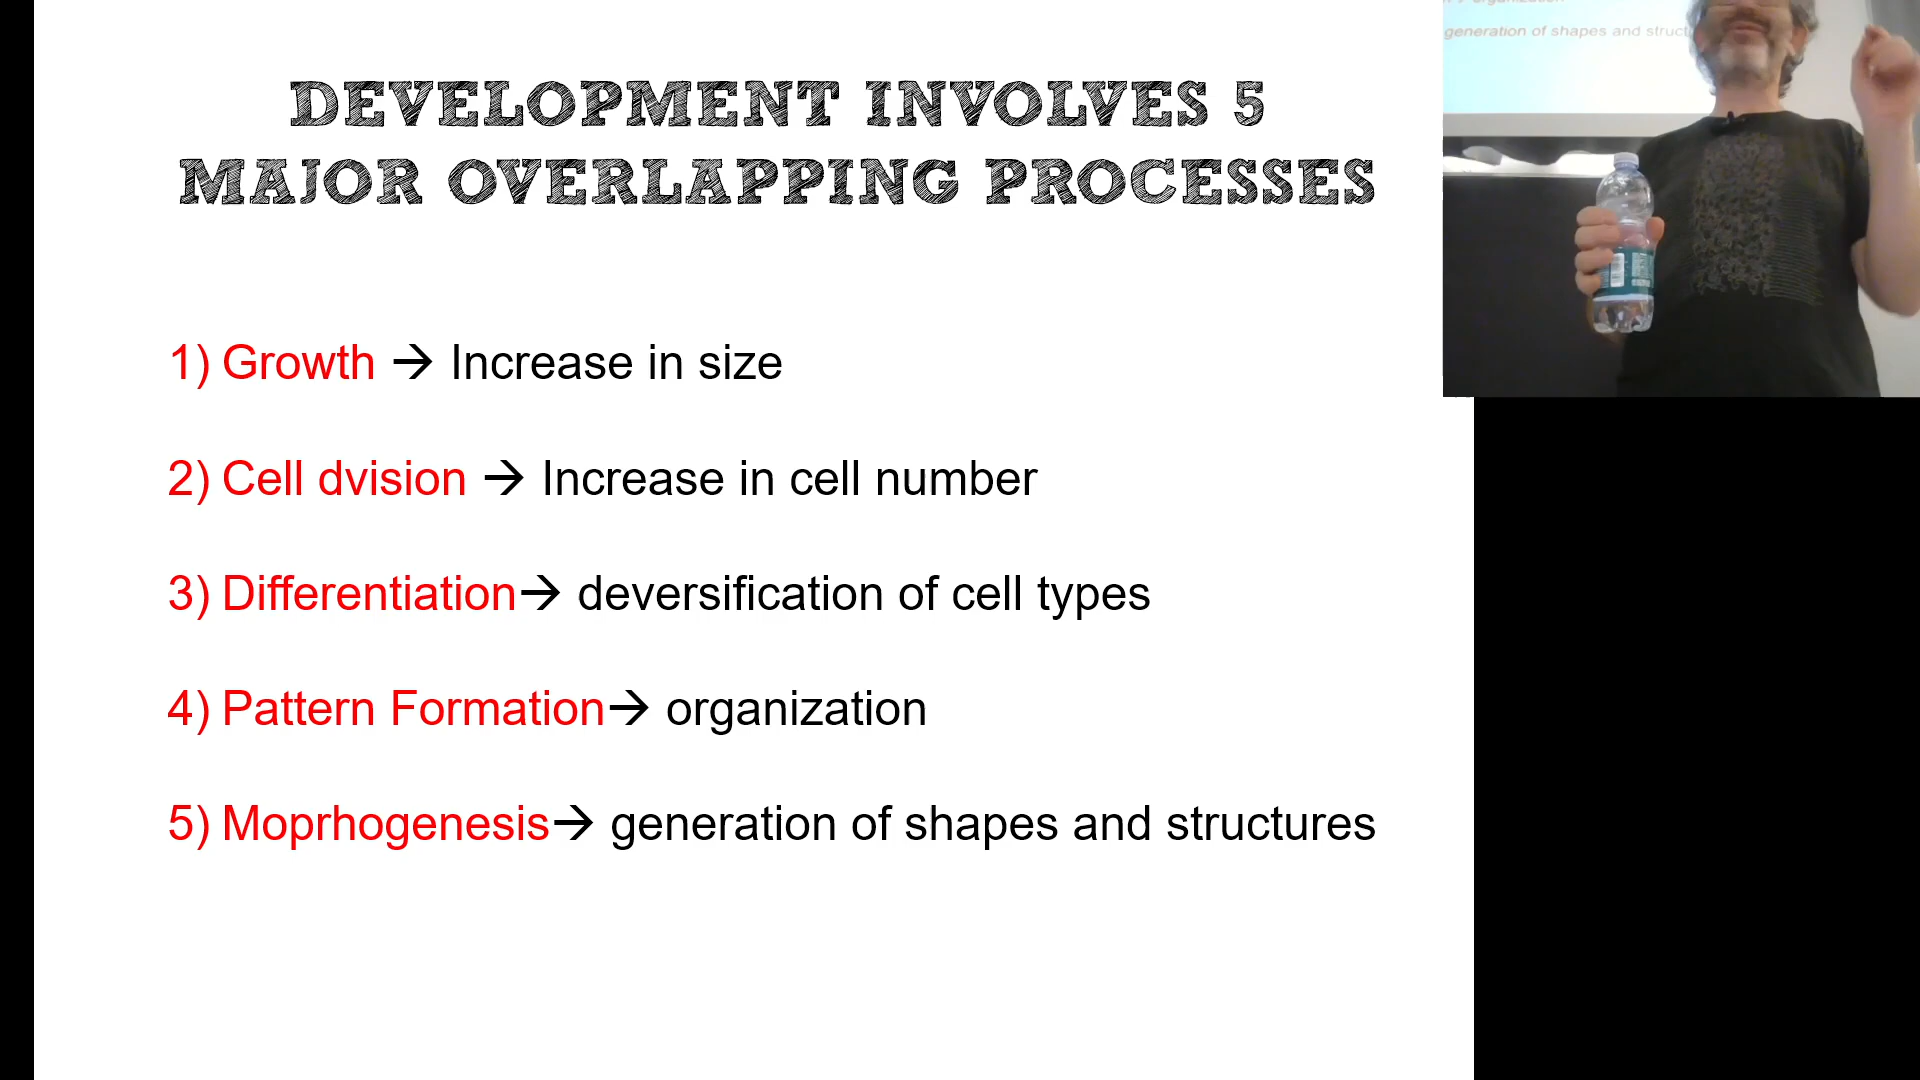 DEVELOPMENT INVOLVES 5
MAJOR OVERLAPPING PROCESSES
1) Growth → Increase in size
2) Cell dvision → Increase in cell number
3) Differentiation→ deversification of cell types
4) Pattern Formation→ organization
5) Moprhogenesis→ generation of shapes and structures
organization
generation of shapes and struct